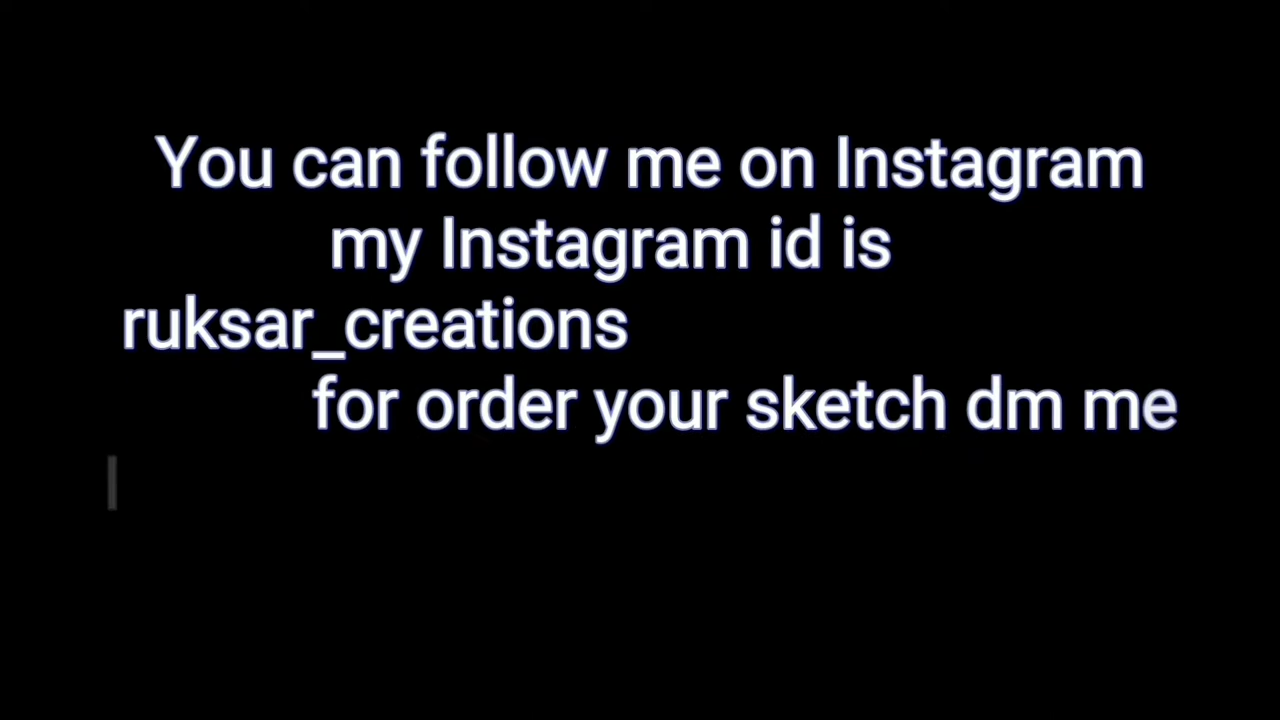 You can follow me on Instagram
my Instagram id is
ruksar_creations
for order your sketch dm me